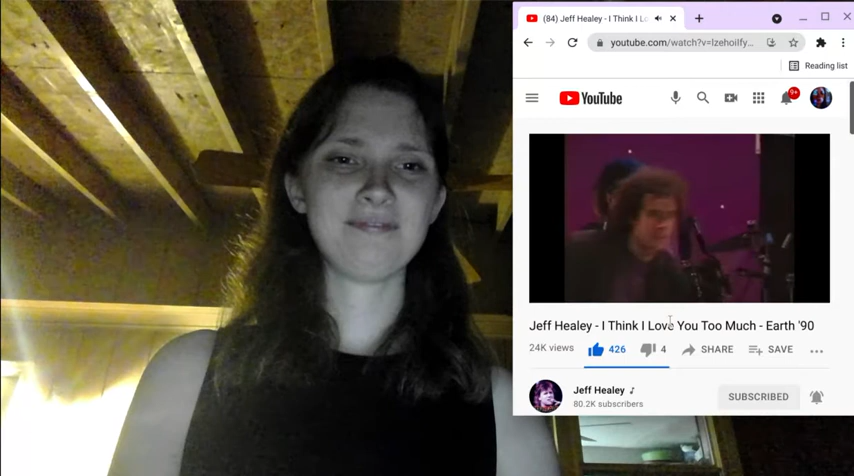 (84) Jeff Healey - I Think I Lo
youtube.com/watch?v=lzehoiIfy...
Reading list
YouTube
9+
Jeff Healey - I Think I Love You Too Much - Earth '90
24K views
426
4
SHARE
SAVE
Jeff Healey
80.2K subscribers
SUBSCRIBED